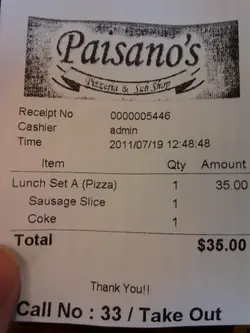 Paisano's
Pizzeria & Sub Shop
Receipt No 0000005446
Cashier admin
Time 2011/07/19 12:48:48
Item Qty Amount
Lunch Set A (Pizza) 1 35.00
Sausage Slice 1
Coke 1
Total $35.00
Thank You!!
Call No : 33 / Take Out